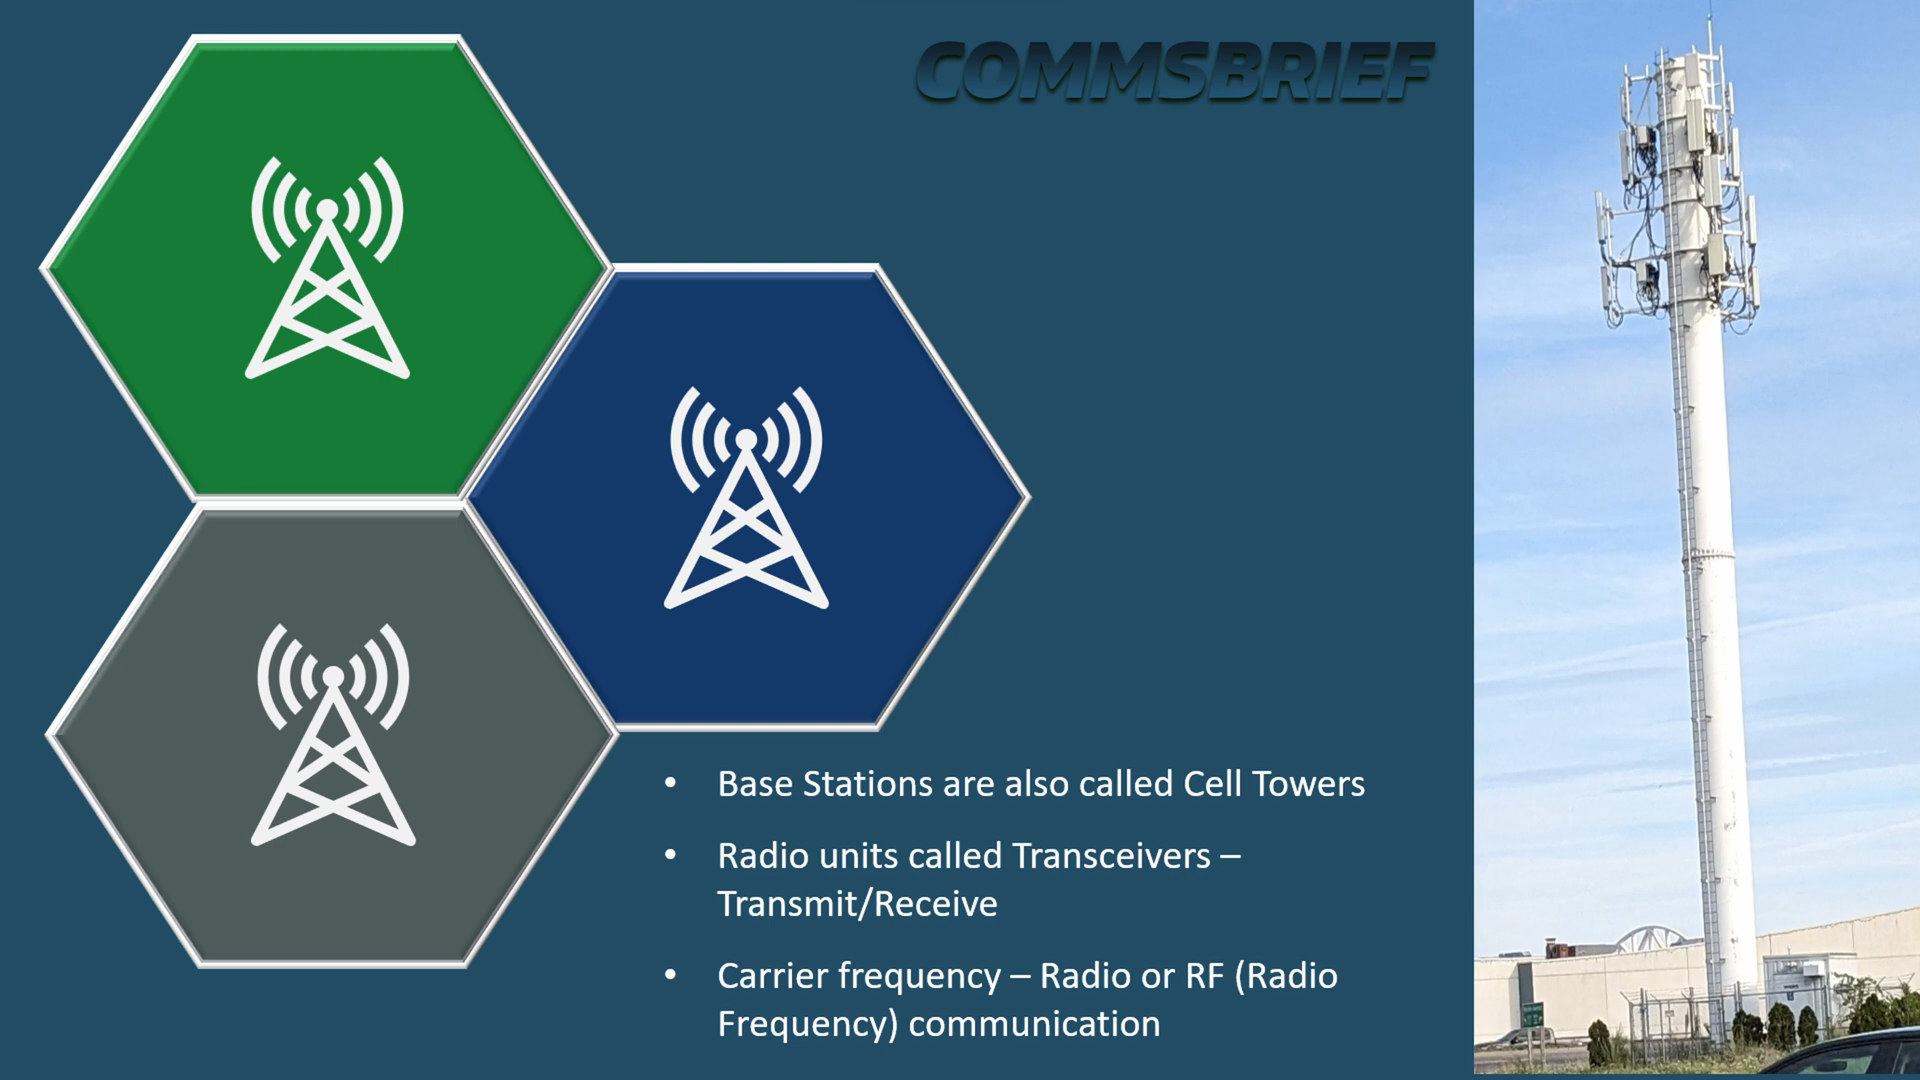 COMMSBRIEF
• Base Stations are also called Cell Towers
• Radio units called Transceivers –
Transmit/Receive
• Carrier frequency – Radio or RF (Radio
Frequency) communication